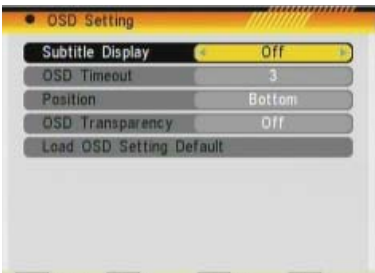 OSD Setting
Subtitle Display Off
OSD Timeout 3
Position Bottom
OSD Transparency Off
Load OSD Setting Default